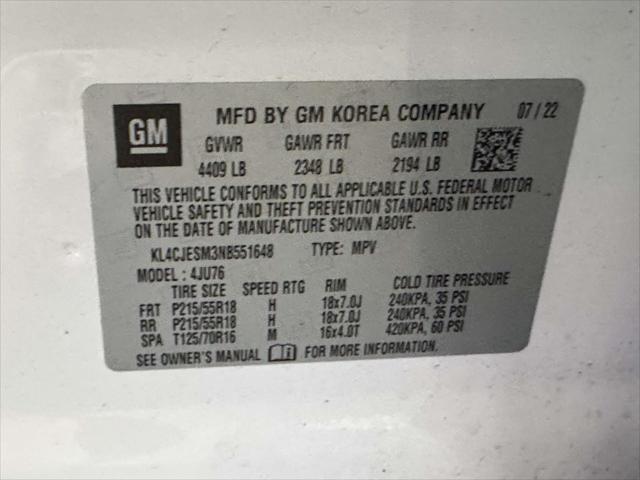 GM
MFD BY GM KOREA COMPANY 07/22
GVWR GAWR FRT GAWR RR
4409 LB 2348 LB 2194 LB
THIS VEHICLE CONFORMS TO ALL APPLICABLE U.S. FEDERAL MOTOR
VEHICLE SAFETY AND THEFT PREVENTION STANDARDS IN EFFECT
ON THE DATE OF MANUFACTURE SHOWN ABOVE.
KL4CJESM3NB551648 TYPE: MPV
MODEL: 4JU76
TIRE SIZE SPEED RTG RIM COLD TIRE PRESSURE
FRT P215/55R18 H 18x7.0J 240KPA, 35 PSI
RR P215/55R18 H 18x7.0J 240KPA, 35 PSI
SPA T125/70R16 M 16x4.0T 420KPA, 60 PSI
SEE OWNER'S MANUAL FOR MORE INFORMATION.